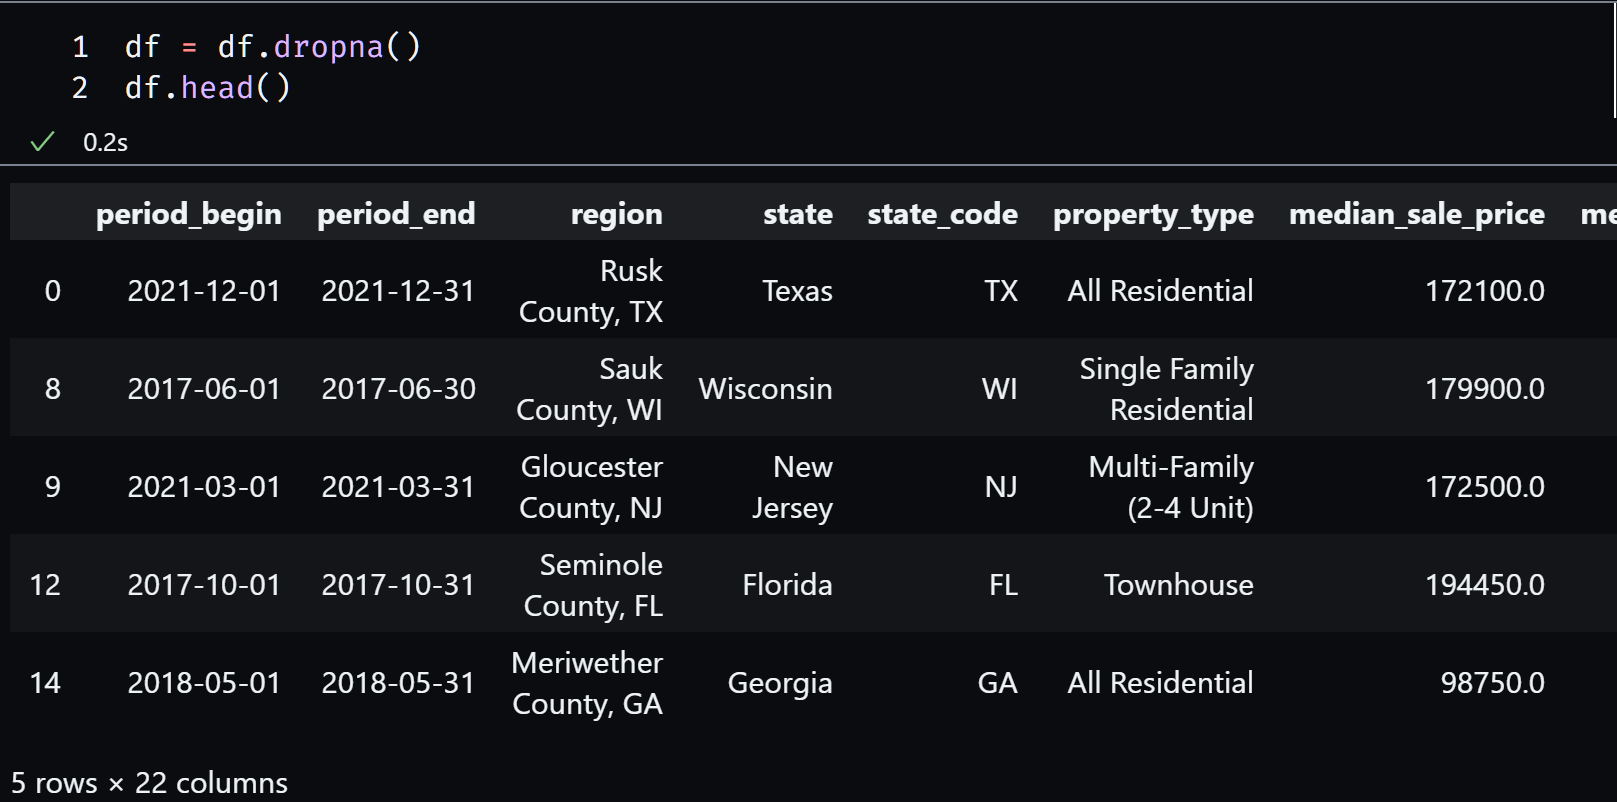 1 df = df.dropna()
2 df.head()
0.2s
period_begin period_end region state state_code property_type median_sale_price me
0 2021-12-01 2021-12-31 Rusk County, TX Texas TX All Residential 172100.0
8 2017-06-01 2017-06-30 Sauk County, WI Wisconsin WI Single Family Residential 179900.0
9 2021-03-01 2021-03-31 Gloucester County, NJ New Jersey NJ Multi-Family (2-4 Unit) 172500.0
12 2017-10-01 2017-10-31 Seminole County, FL Florida FL Townhouse 194450.0
14 2018-05-01 2018-05-31 Meriwether County, GA Georgia GA All Residential 98750.0
5 rows × 22 columns